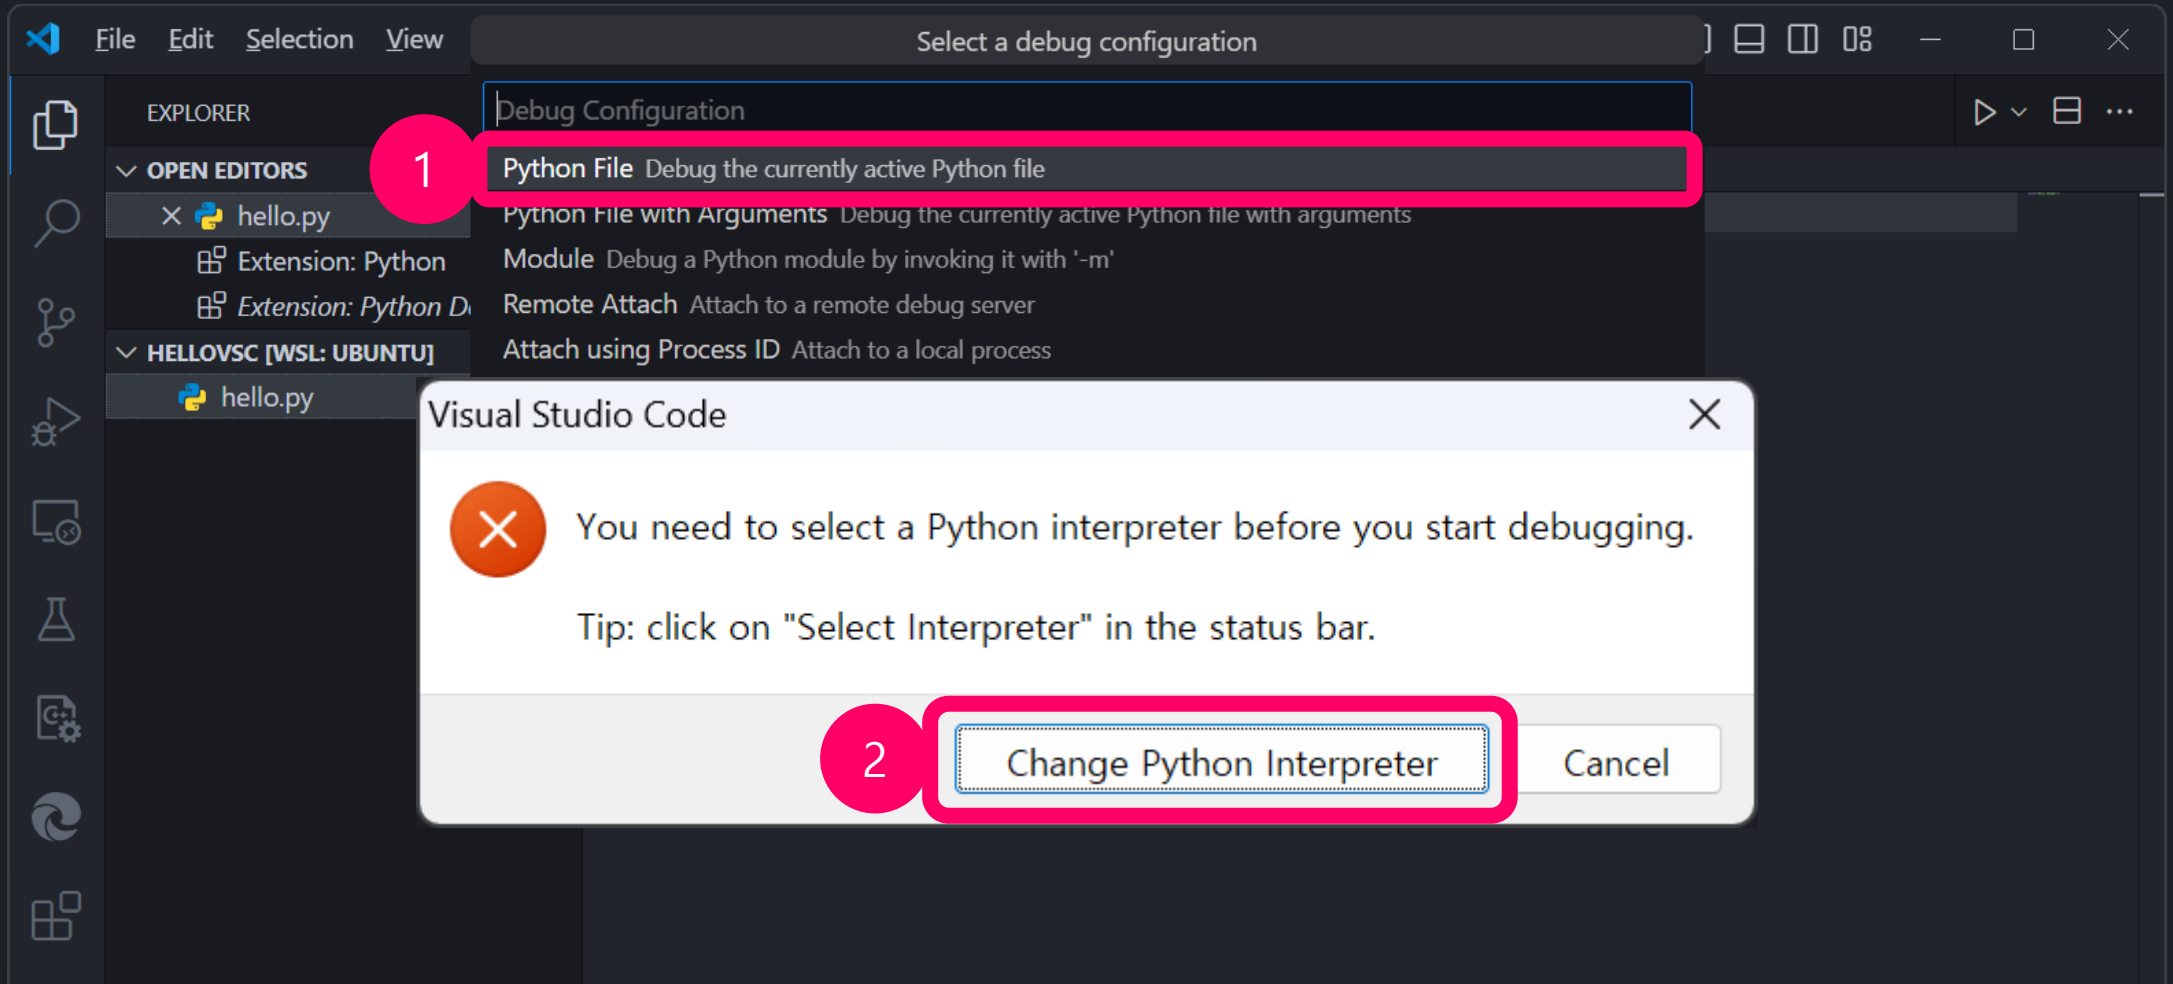 File Edit Selection View
Select a debug configuration
EXPLORER
Debug Configuration
OPEN EDITORS
1
Python File Debug the currently active Python file
hello.py
Python File with Arguments Debug the currently active Python file with arguments
Extension: Python
Module Debug a Python module by invoking it with '-m'
Extension: Python D
Remote Attach Attach to a remote debug server
HELLOVSC [WSL: UBUNTU]
Attach using Process ID Attach to a local process
hello.py
Visual Studio Code
You need to select a Python interpreter before you start debugging.
Tip: click on "Select Interpreter" in the status bar.
2
Change Python Interpreter
Cancel